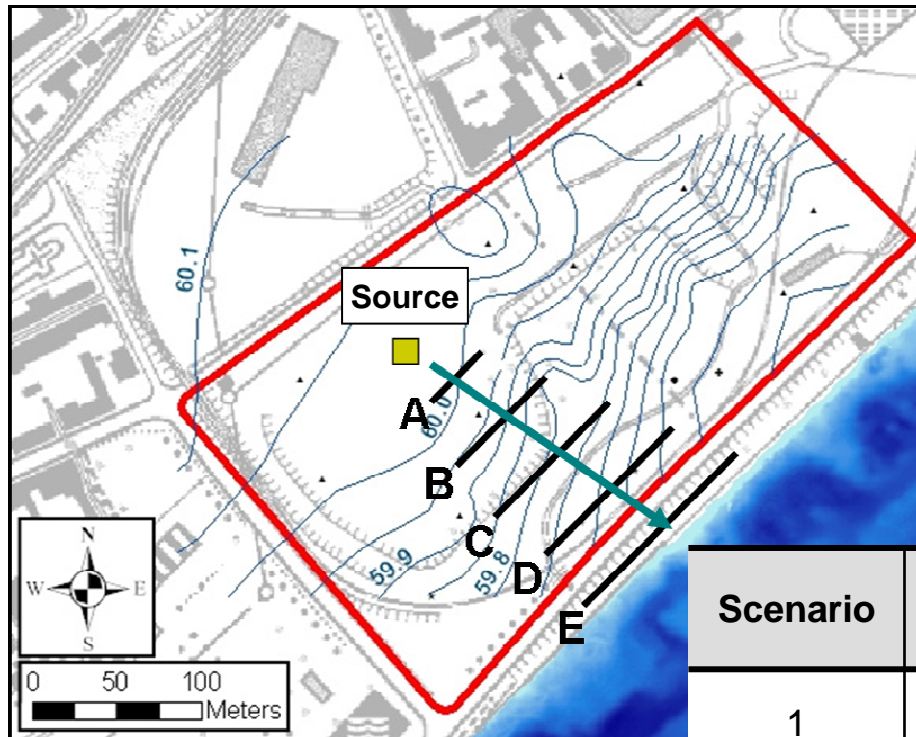 60.1
Source
A
60.0
B
C
59.9
59.8
D
E
N
W E
S
0 50 100
Meters
Scenario
1